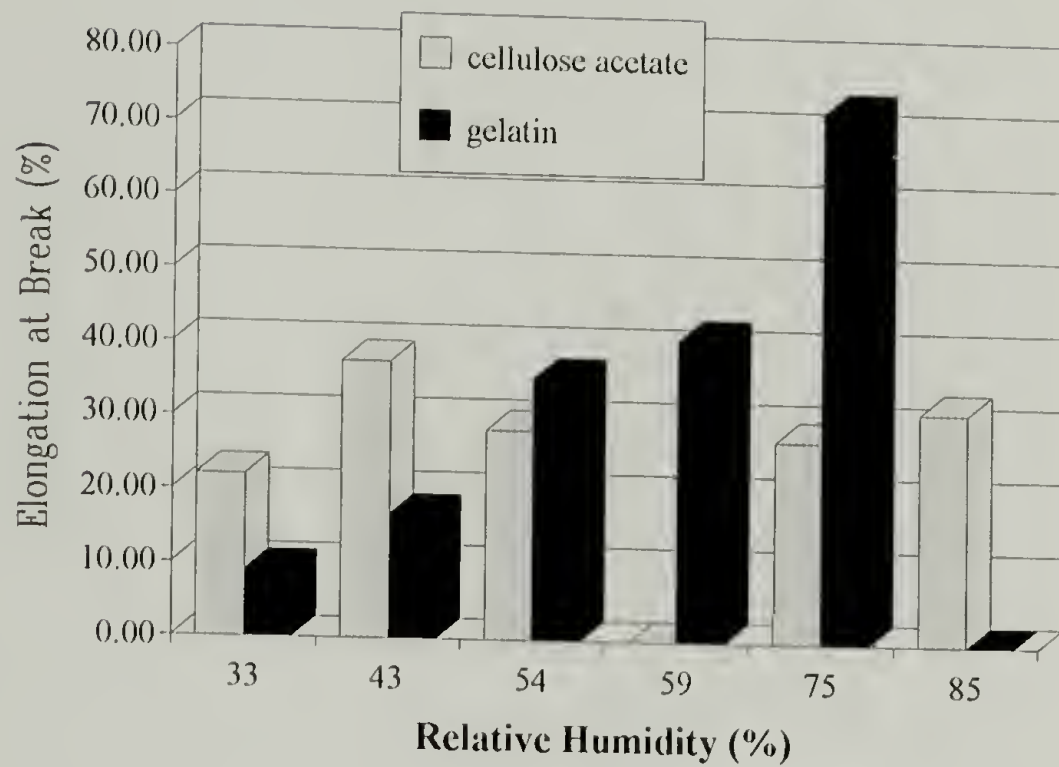 80.00
70.00
60.00
50.00
40.00
30.00
20.00
10.00
0.00
Elongation at Break (%)
cellulose acetate
gelatin
33 43 54 59 75 85
Relative Humidity (%)